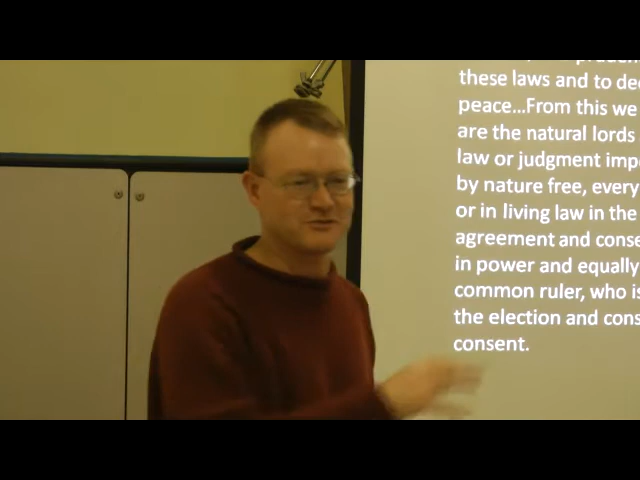 these laws and to de
peace...From this we
are the natural lords
law or judgment imp
by nature free, every
or in living law in the
agreement and conse
in power and equally
common ruler, who is
the election and cons
consent.